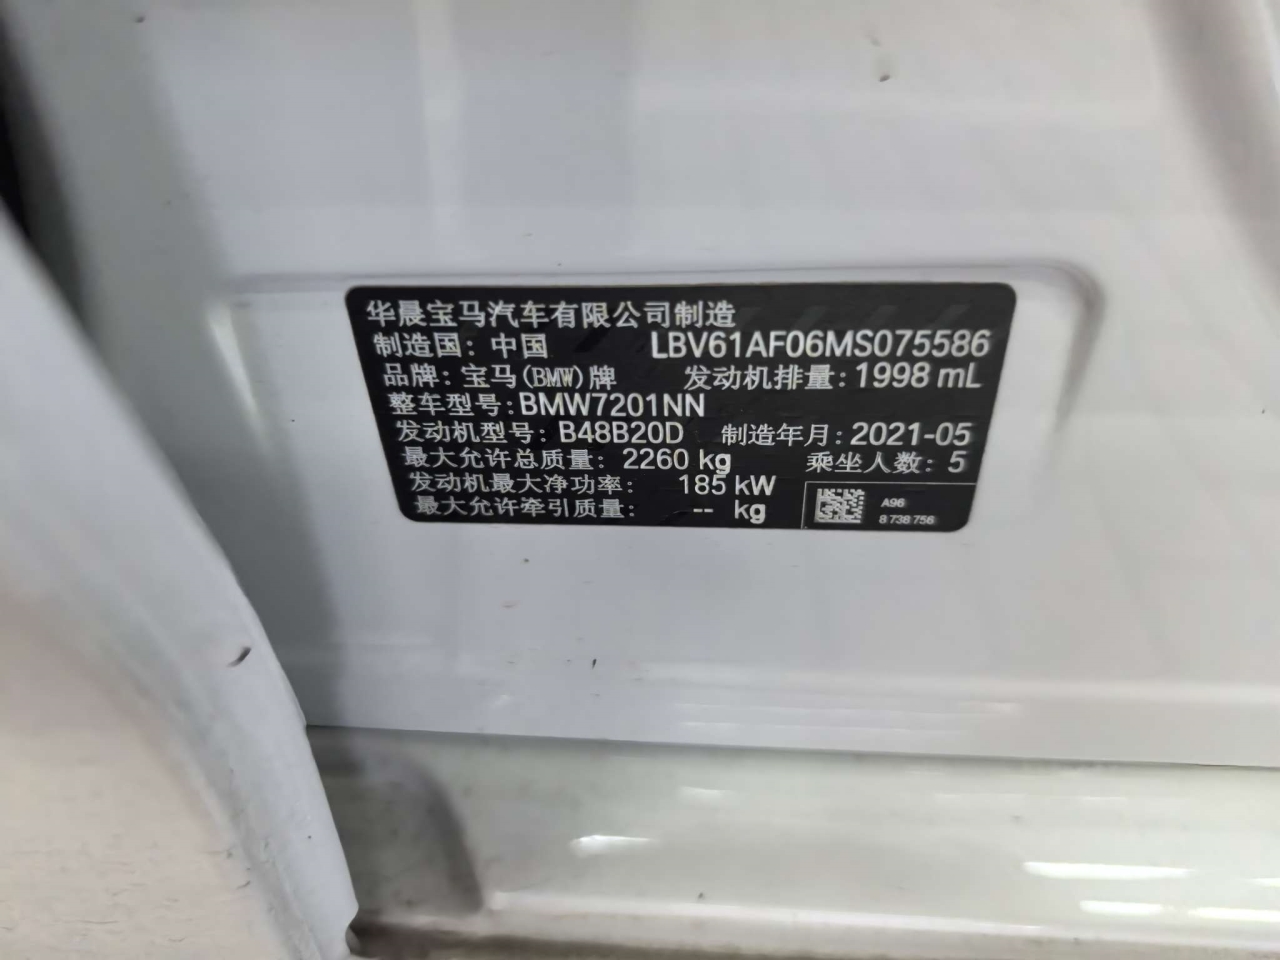 华晨宝马汽车有限公司制造
制造国：中国 LBV61AF06MS075586
品牌：宝马(BMW)牌 发动机排量：1998 mL
整车型号：BMW7201NN
发动机型号：B48B20D 制造年月：2021-05
最大允许总质量：2260 kg 乘坐人数：5
发动机最大净功率：185 kW
最大允许牵引质量：-- kg
A96
8 738 756